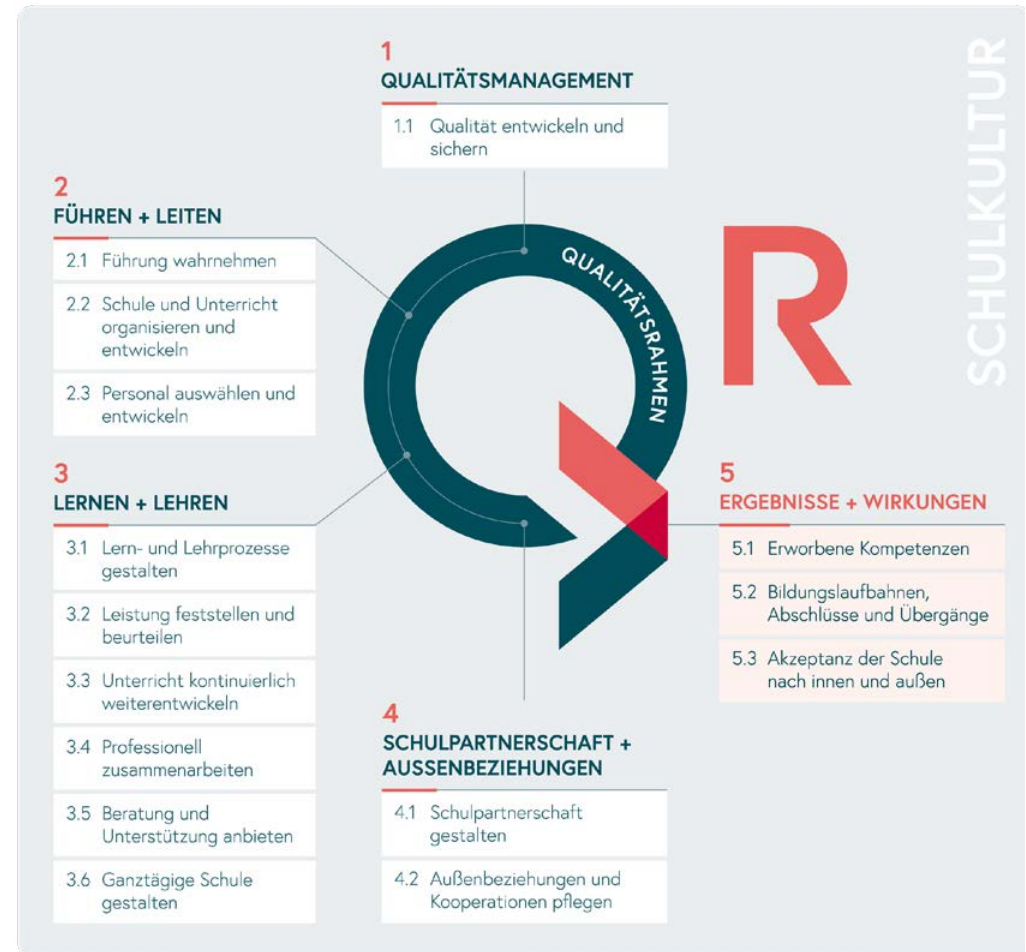 1
QUALITÄTSMANAGEMENT
1.1 Qualität entwickeln und
sichern
2
FÜHREN + LEITEN
2.1 Führung wahrnehmen
2.2 Schule und Unterricht
organisieren und
entwickeln
2.3 Personal auswählen und
entwickeln
3
LERNEN + LEHREN
3.1 Lern- und Lehrprozesse
gestalten
3.2 Leistung feststellen und
beurteilen
3.3 Unterricht kontinuierlich
weiterentwickeln
3.4 Professionell
zusammenarbeiten
3.5 Beratung und
Unterstützung anbieten
3.6 Ganztägige Schule
gestalten
4
SCHULPARTNERSCHAFT +
AUSSENBEZIEHUNGEN
4.1 Schulpartnerschaft
gestalten
4.2 Außenbeziehungen und
Kooperationen pflegen
5
ERGEBNISSE + WIRKUNGEN
5.1 Erworbene Kompetenzen
5.2 Bildungslaufbahnen,
Abschlüsse und Übergänge
5.3 Akzeptanz der Schule
nach innen und außen
QUALITÄTSRAHMEN
R
SCHULKULTUR